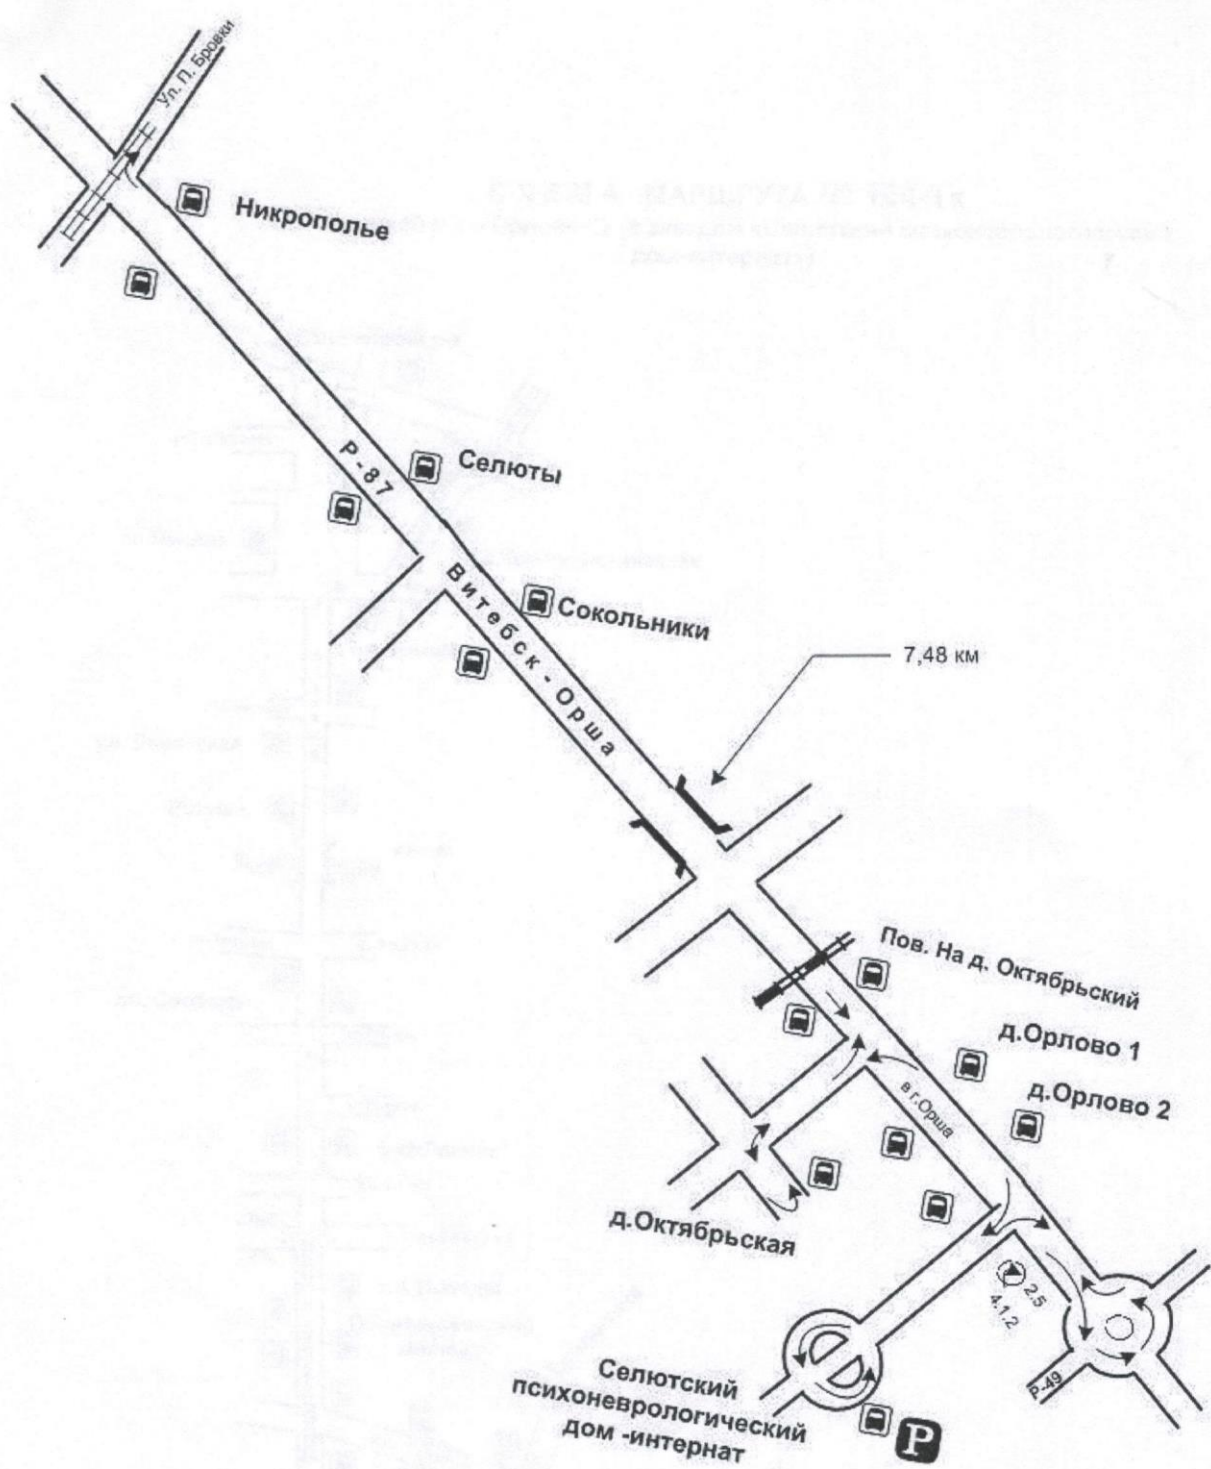 Ул. П. Бровки
Никрополье
Р-87
Селюты
Витебск - Орша
Сокольники
7,48 км
Пов. На д. Октябрьский
д.Орлово 1
д.Орлово 2
в г.Орша
д.Октябрьская
2.5
4.1.2
Р-49
Селютский
психоневрологический
дом -интернат
P